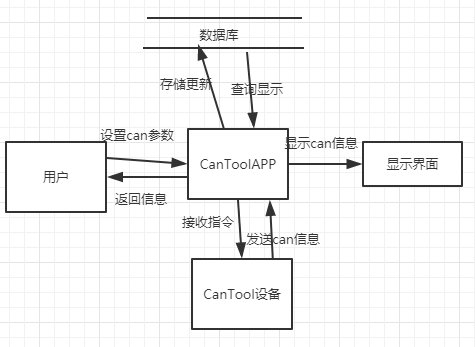 数据库
存储更新
查询显示
设置can参数
显示can信息
用户
CanToolAPP
显示界面
返回信息
接收指令
发送can信息
CanTool设备